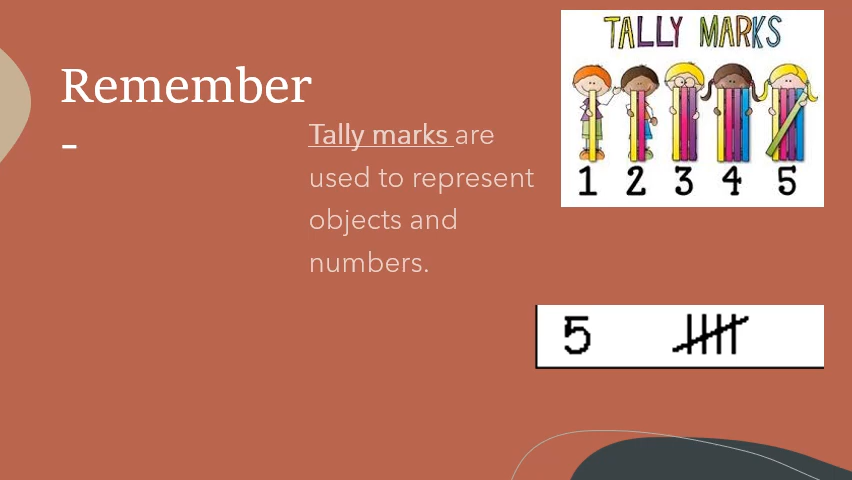 Remember
-
Tally marks are
used to represent
objects and
numbers.
TALLY MARKS
1 2 3 4 5
5